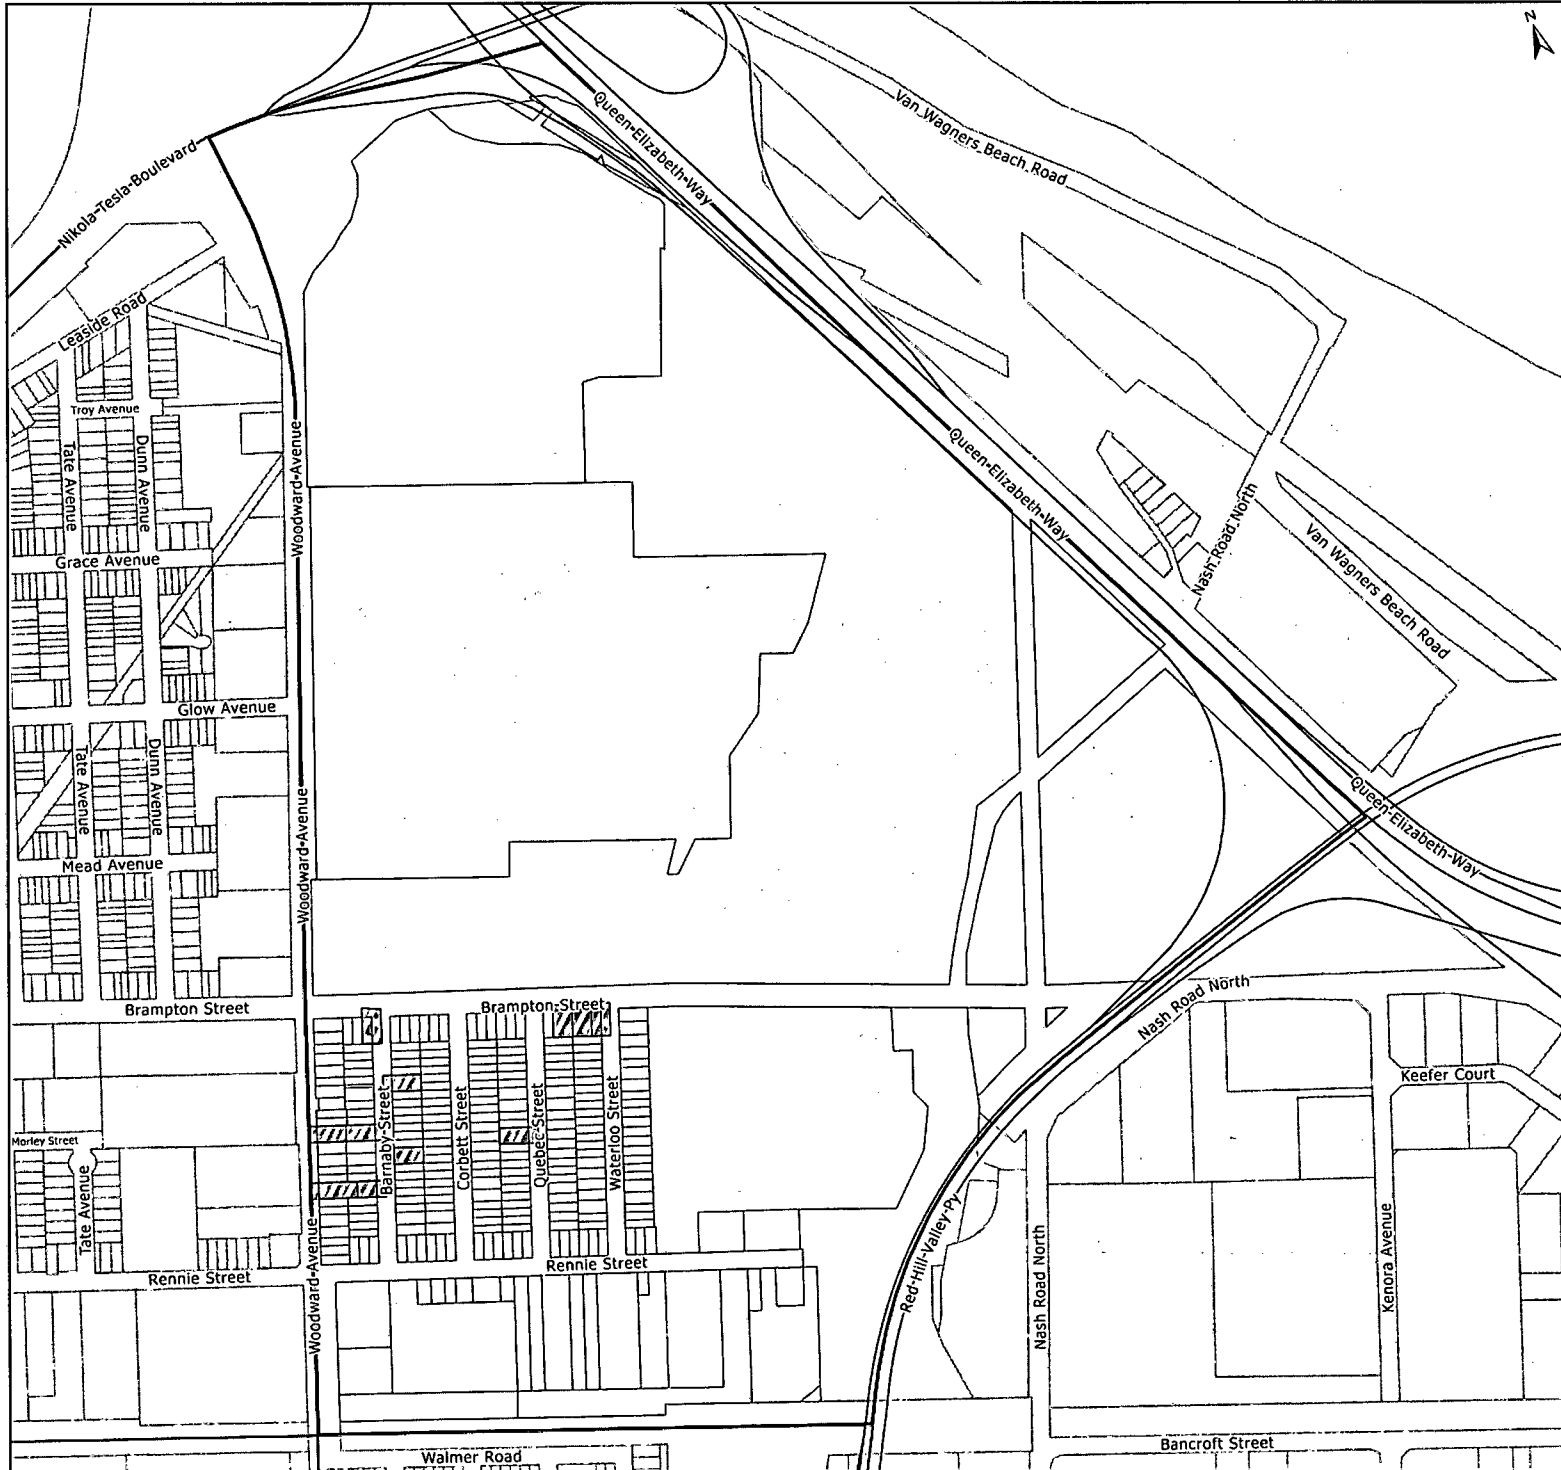 N
Van Wagners Beach Road
Queen-Elizabeth-Way
Nikola-Tesla-Boulevard
Leaside Road
Troy Avenue
Tate Avenue
Dunn Avenue
Woodward-Avenue
Queen-Elizabeth-Way
Nash Road North
Van Wagners Beach Road
Grace Avenue
Glow Avenue
Tate Avenue
Dunn Avenue
Woodward-Avenue
Queen-Elizabeth-Way
Mead Avenue
Brampton Street
Brampton-Street
Nash Road North
Keefer Court
Morley Street
Tate Avenue
Barnaby-Street
Corbett Street
Quebec-Street
Waterloo Street
Red-Hill-Valley-Py
Nash Road North
Kenora Avenue
Rennie Street
Woodward-Avenue
Rennie Street
Walmer Road
Bancroft Street